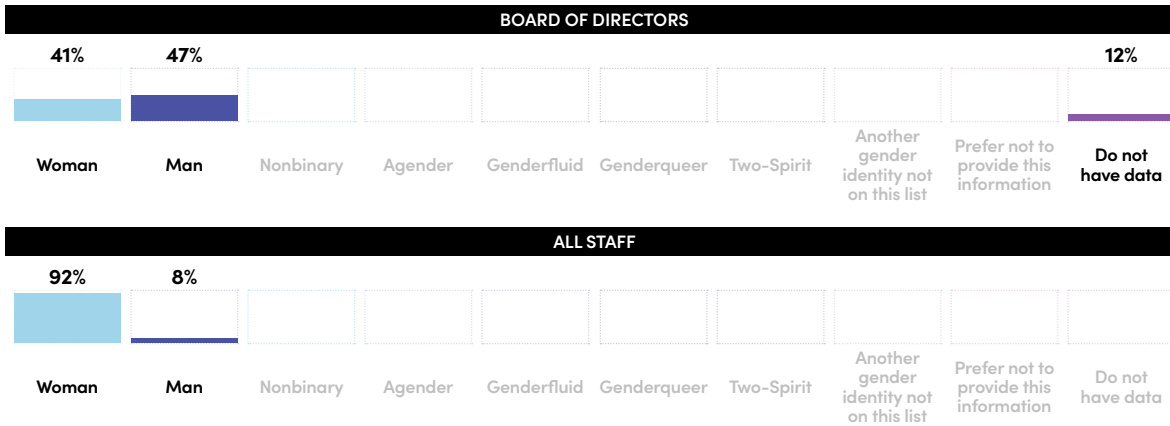 BOARD OF DIRECTORS
41% 47% 12%
Woman Man Nonbinary Agender Genderfluid Genderqueer Two-Spirit Another
gender
identity not
on this list Prefer not to
provide this
information Do not
have data
ALL STAFF
92% 8%
Woman Man Nonbinary Agender Genderfluid Genderqueer Two-Spirit Another
gender
identity not
on this list Prefer not to
provide this
information Do not
have data